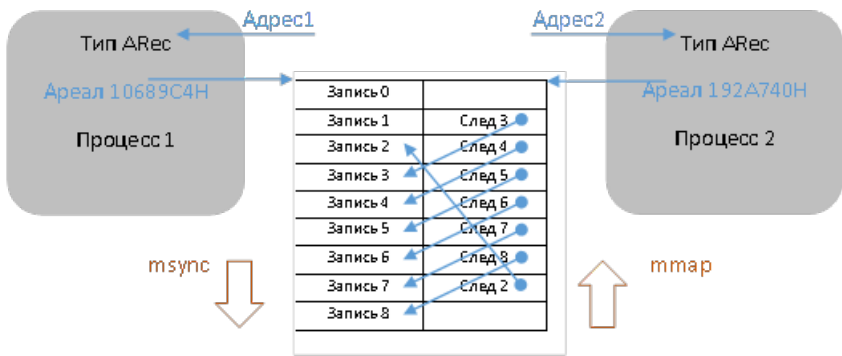 Адрес1
Адрес2
Тип ARec
Тип ARec
Ареал 10689C4H
Ареал 192A740H
Процесс 1
Процесс 2
Запись 0
Запись 1 След 3
Запись 2 След 4
Запись 3 След 5
Запись 4 След 6
Запись 5 След 7
Запись 6 След 8
Запись 7 След 2
Запись 8
msync
mmap